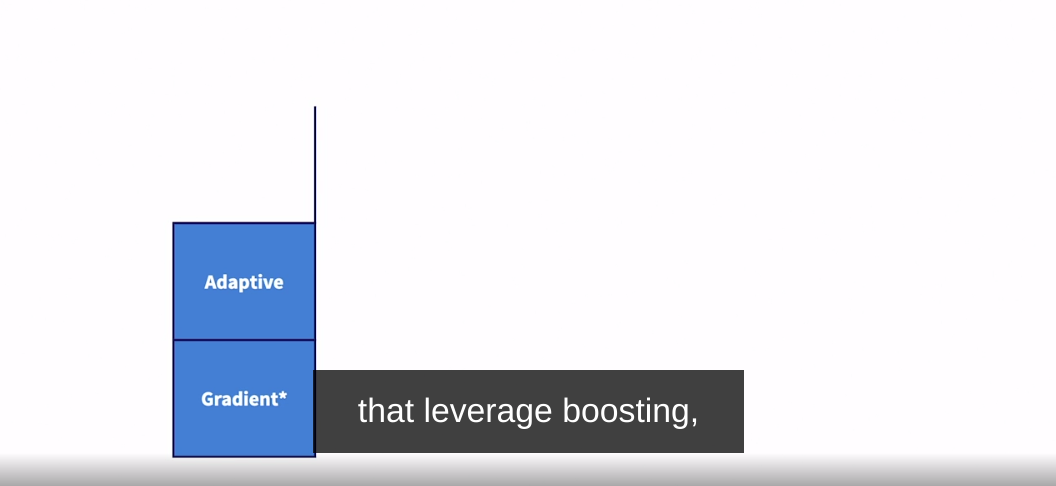 Adaptive
Gradient*
that leverage boosting,